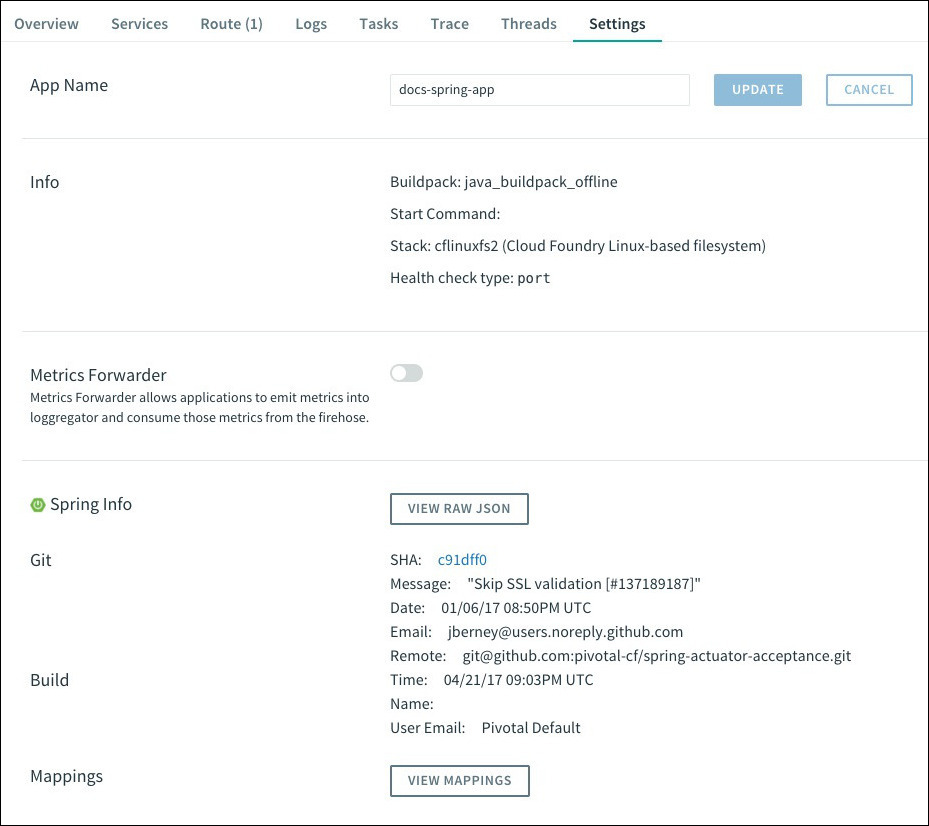 Overview Services Route (1) Logs Tasks Trace Threads Settings
App Name docs-spring-app UPDATE CANCEL
Info Buildpack: java_buildpack_offline
Start Command:
Stack: cflinuxfs2 (Cloud Foundry Linux-based filesystem)
Health check type: port
Metrics Forwarder
Metrics Forwarder allows applications to emit metrics into
loggregator and consume those metrics from the firehose.
Spring Info VIEW RAW JSON
Git SHA: c91dff0
Message: "Skip SSL validation [#137189187]"
Date: 01/06/17 08:50PM UTC
Email: jberney@users.noreply.github.com
Remote: git@github.com:pivotal-cf/spring-actuator-acceptance.git
Build Time: 04/21/17 09:03PM UTC
Name:
User Email: Pivotal Default
Mappings VIEW MAPPINGS